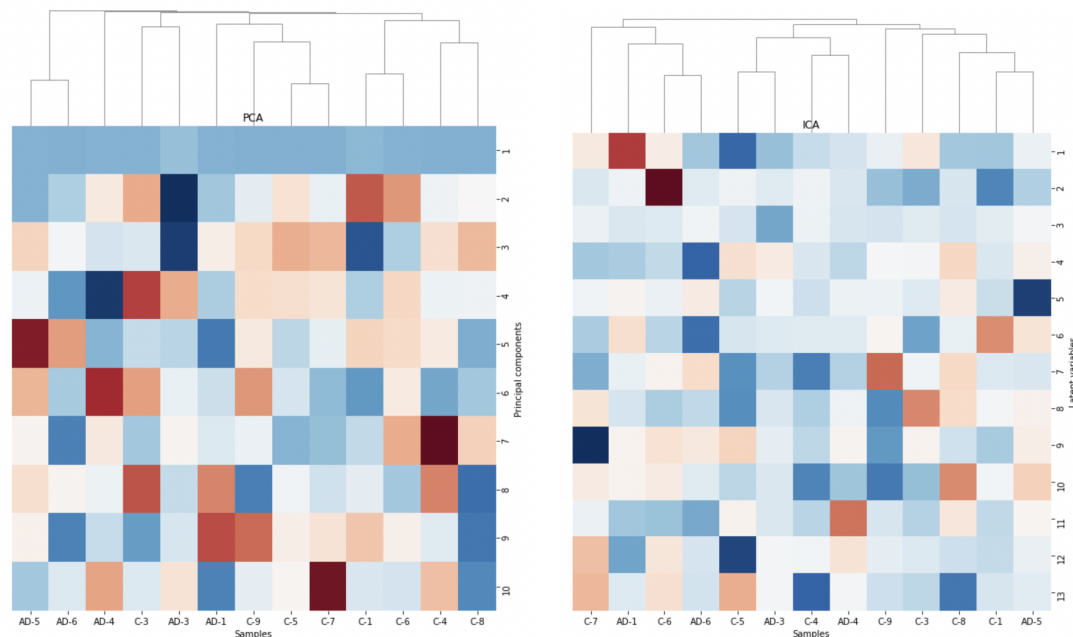 PCA
1
2
3
4
5
6
7
8
9
10
Principal components
AD-5 AD-6 AD-4 C-3 AD-3 AD-1 C-9 C-5 C-7 C-1 C-6 C-4 C-8
Samples
ICA
1
2
3
4
5
6
7
8
9
10
11
12
13
Latent variables
C-7 AD-1 C-6 AD-6 C-5 AD-3 C-4 AD-4 C-9 C-3 C-8 C-1 AD-5
Samples